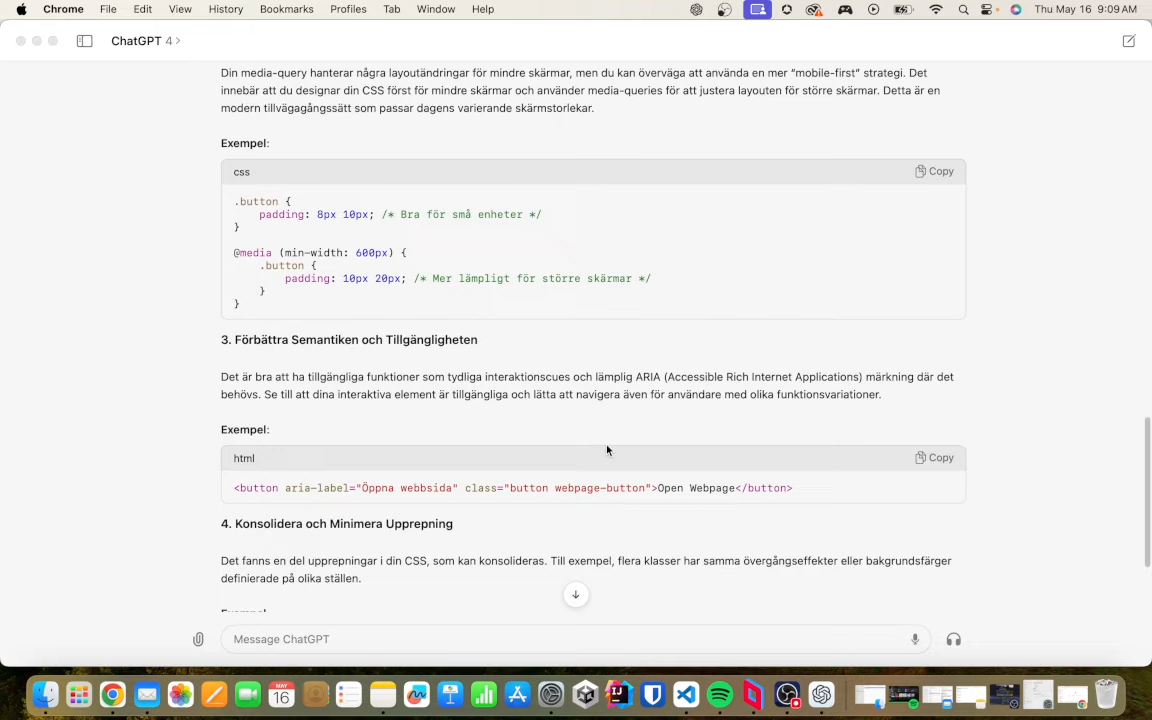 Chrome File Edit View History Bookmarks Profiles Tab Window Help Thu May 16 9:09 AM
ChatGPT 4 >
Din media-query hanterar några layoutändringar för mindre skärmar, men du kan överväga att använda en mer "mobile-first" strategi. Det
innebär att du designar din CSS först för mindre skärmar och använder media-queries för att justera layouten för större skärmar. Detta är en
modern tillvägagångssätt som passar dagens varierande skärmstorlekar.
Exempel:
css Copy
.button {
padding: 8px 10px; /* Bra för små enheter */
}
@media (min-width: 600px) {
.button {
padding: 10px 20px; /* Mer lämpligt för större skärmar */
}
}
3. Förbättra Semantiken och Tillgängligheten
Det är bra att ha tillgängliga funktioner som tydliga interaktionscues och lämplig ARIA (Accessible Rich Internet Applications) märkning där det
behövs. Se till att dina interaktiva element är tillgängliga och lätta att navigera även för användare med olika funktionsvariationer.
Exempel:
html Copy
<button aria-label="Öppna webbsida" class="button webpage-button">Open Webpage</button>
4. Konsolidera och Minimera Upprepning
Det fanns en del upprepningar i din CSS, som kan konsolideras. Till exempel, flera klasser har samma övergångseffekter eller bakgrundsfärger
definierade på olika ställen.
Exempel
Message ChatGPT
MAY
16